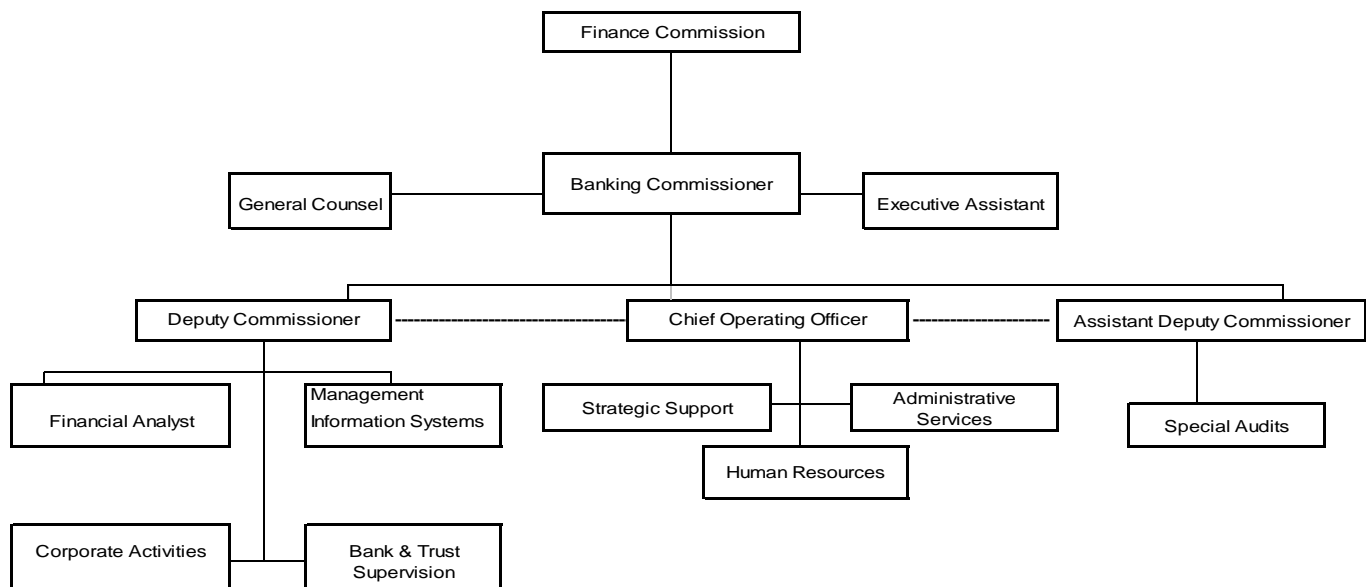 Finance Commission
Banking Commissioner
General Counsel
Executive Assistant
Deputy Commissioner
Chief Operating Officer
Assistant Deputy Commissioner
Financial Analyst
Management
Information Systems
Strategic Support
Administrative
Services
Special Audits
Human Resources
Corporate Activities
Bank & Trust
Supervision